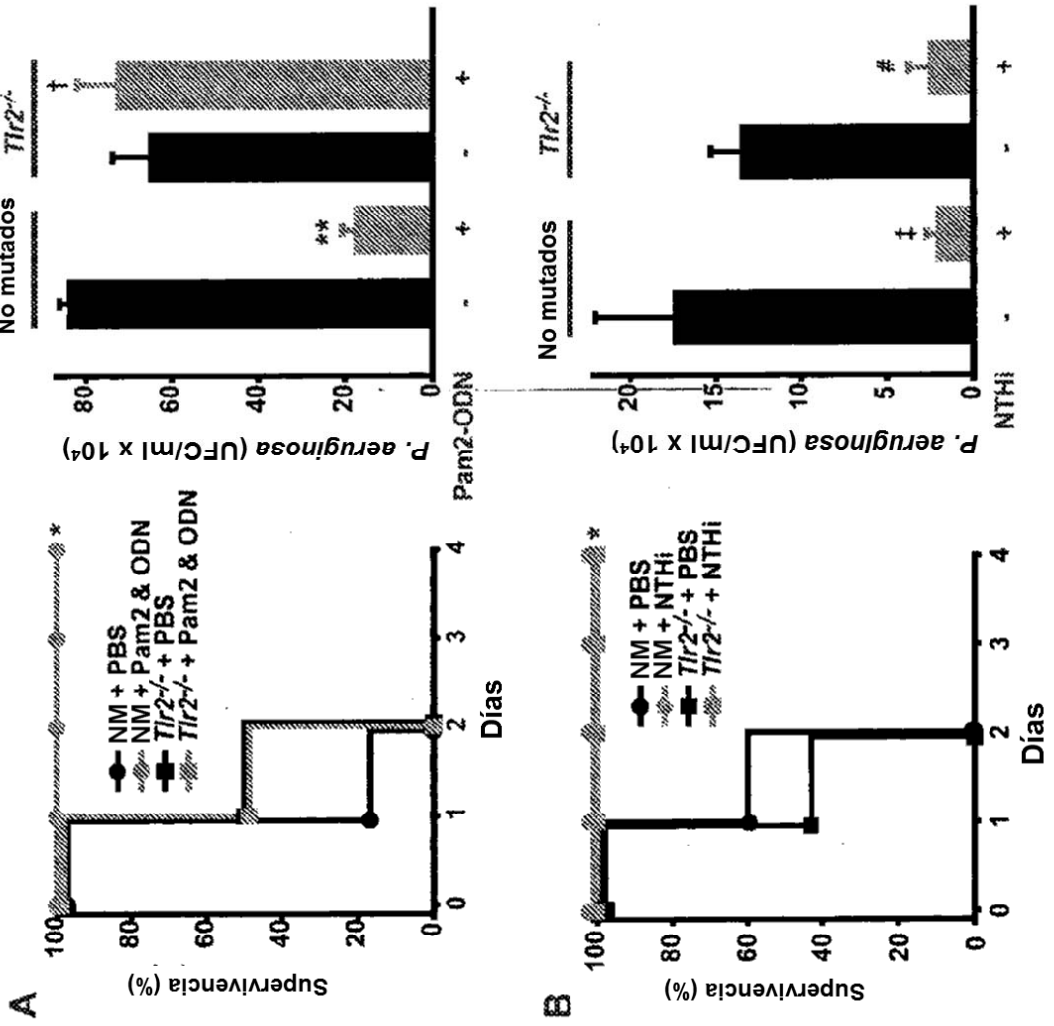 A
Supervivencia (%)
100
80
60
40
20
0
0 1 2 3 4
Días
NM + PBS
NM + Pam2 & ODN
Tlr2-/- + PBS
Tlr2-/- + Pam2 & ODN
*
P. aeruginosa (UFC/ml x 10⁴)
80
60
40
20
0
No mutados
Tlr2-/-
**
†
Pam2-ODN - + - +
B
Supervivencia (%)
100
80
60
40
20
0
0 1 2 3 4
Días
NM + PBS
NM + NTHi
Tlr2-/- + PBS
Tlr2-/- + NTHi
*
P. aeruginosa (UFC/ml x 10⁴)
20
15
10
5
0
No mutados
Tlr2-/-
‡
#
NTHi - + - +